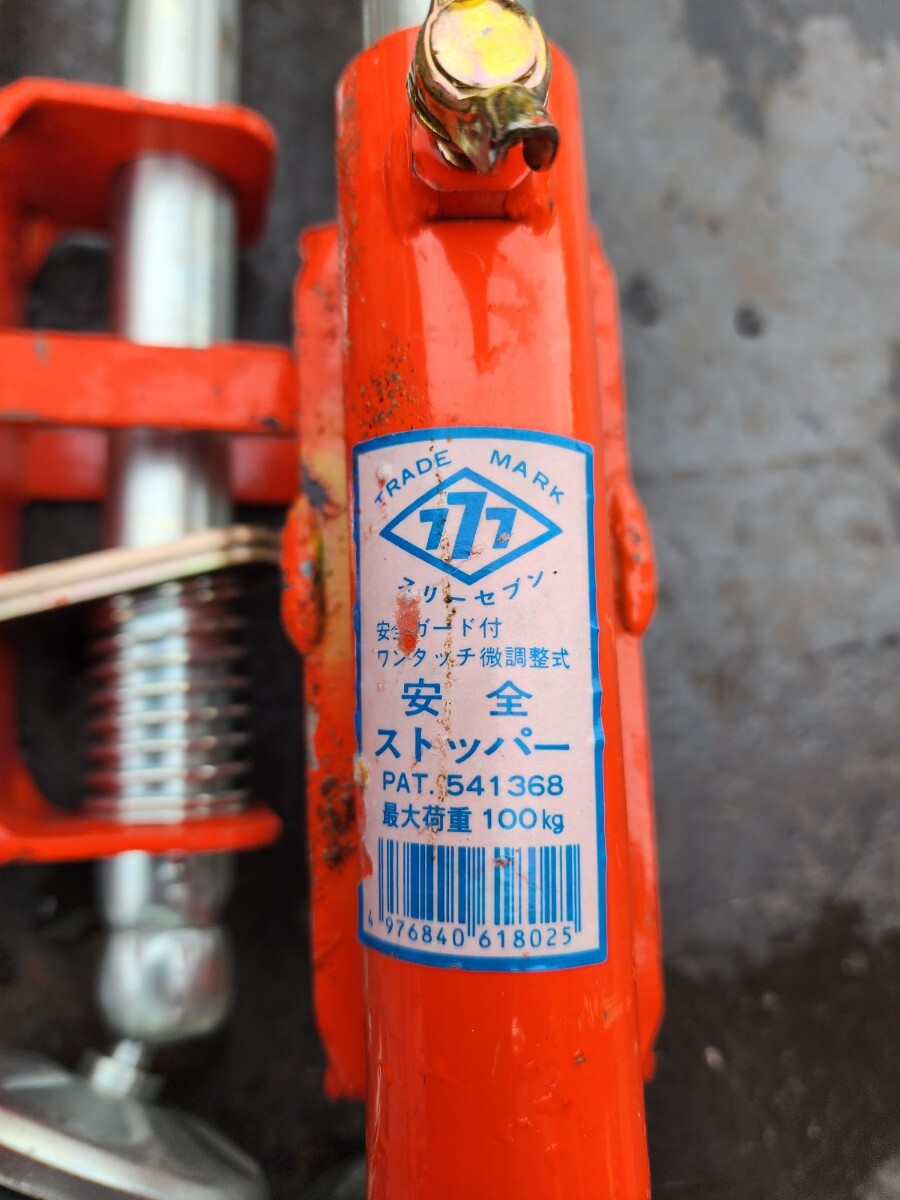 TRADE MARK
777
スリーセブン
安全ガード付
ワンタッチ微調整式
安全
ストッパー
PAT. 541368
最大荷重 100kg
4 976840 618025